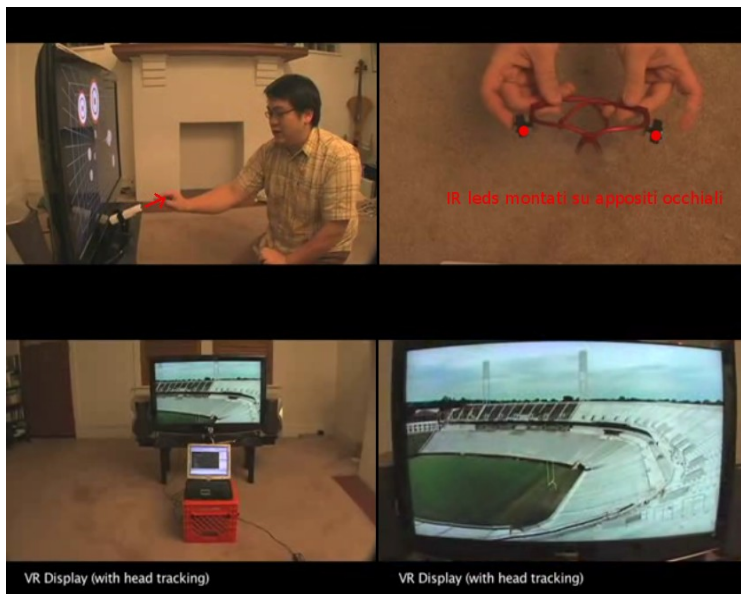 IR leds montati su appositi occhiali
VR Display (with head tracking)
VR Display (with head tracking)